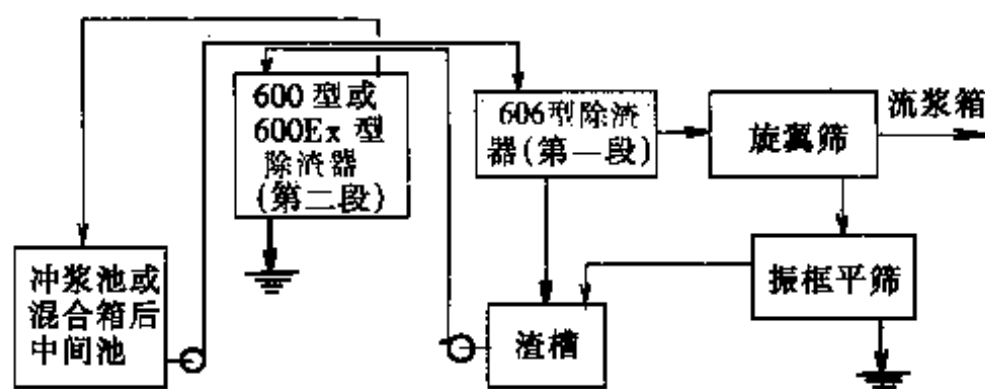 600 型或
600Ex 型
除渣器
(第二段)
606型除渣
器(第一段)
旋翼筛
流浆箱
冲浆池或
混合箱后
中间池
渣槽
振框平筛